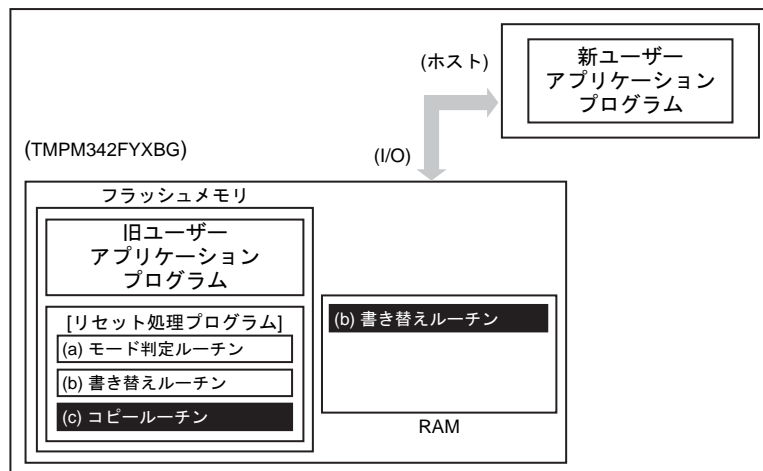 (ホスト)
新ユーザー
アプリケーション
プログラム
(TMPM342FYXBG)
(I/O)
フラッシュメモリ
旧ユーザー
アプリケーション
プログラム
[リセット処理プログラム]
(a) モード判定ルーチン
(b) 書き替えルーチン
(c) コピールーチン
(b) 書き替えルーチン
RAM